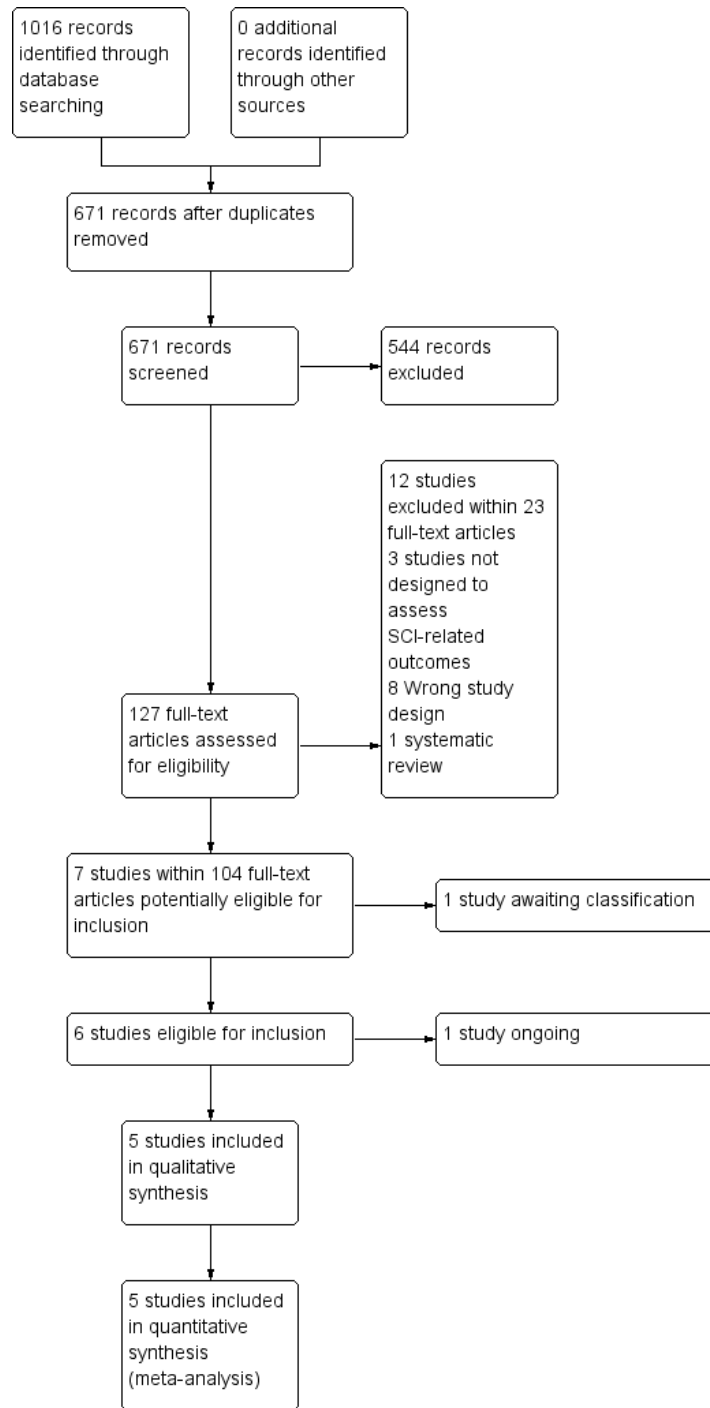 1016 records
identified through
database
searching
0 additional
records identified
through other
sources
671 records after duplicates
removed
671 records
screened
544 records
excluded
12 studies
excluded within 23
full-text articles
3 studies not
designed to
assess
SCI-related
outcomes
8 Wrong study
design
1 systematic
review
127 full-text
articles assessed
for eligibility
7 studies within 104 full-text
articles potentially eligible for
inclusion
1 study awaiting classification
6 studies eligible for inclusion
1 study ongoing
5 studies included
in qualitative
synthesis
5 studies included
in quantitative
synthesis
(meta-analysis)